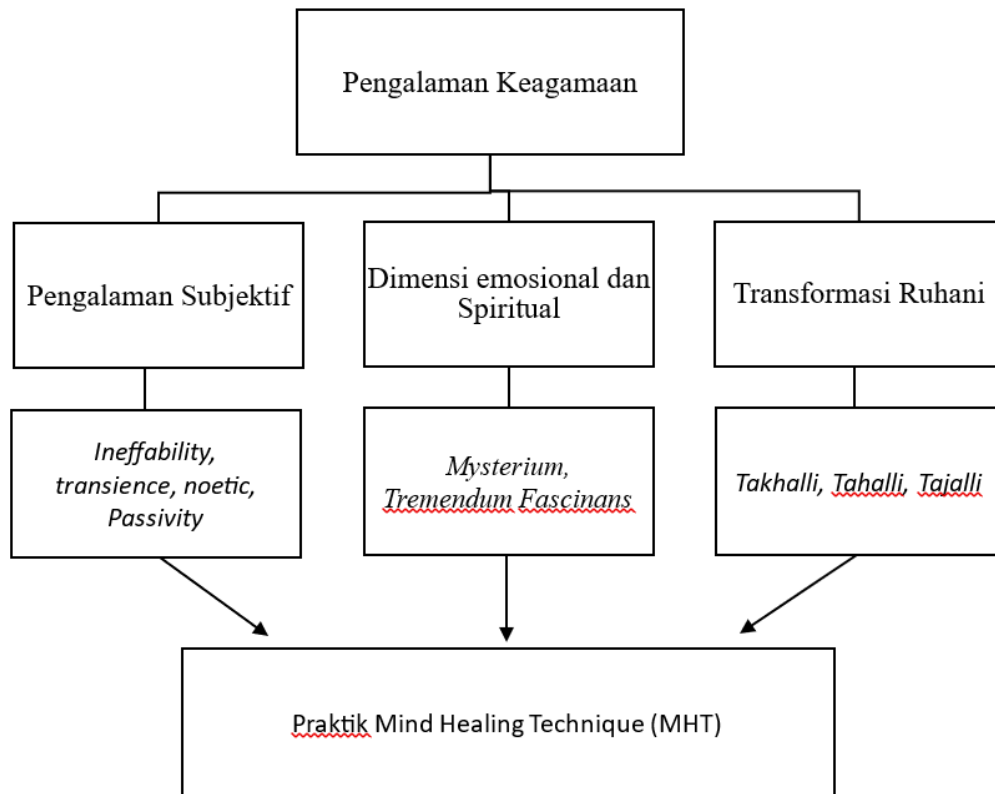 Pengalaman Keagamaan
Pengalaman Subjektif
Dimensi emosional dan
Spiritual
Transformasi Ruhani
Ineffability,
transience, noetic,
Passivity
Mysterium,
Tremendum Fascinans
Takhalli, Tahalli, Tajalli
Praktik Mind Healing Technique (MHT)